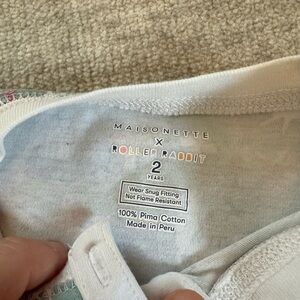 MAISONETTE
X
ROLLER RABBIT
2
YEARS
Wear Snug Fitting
Not Flame Resistant
100% Pima Cotton
Made in Peru